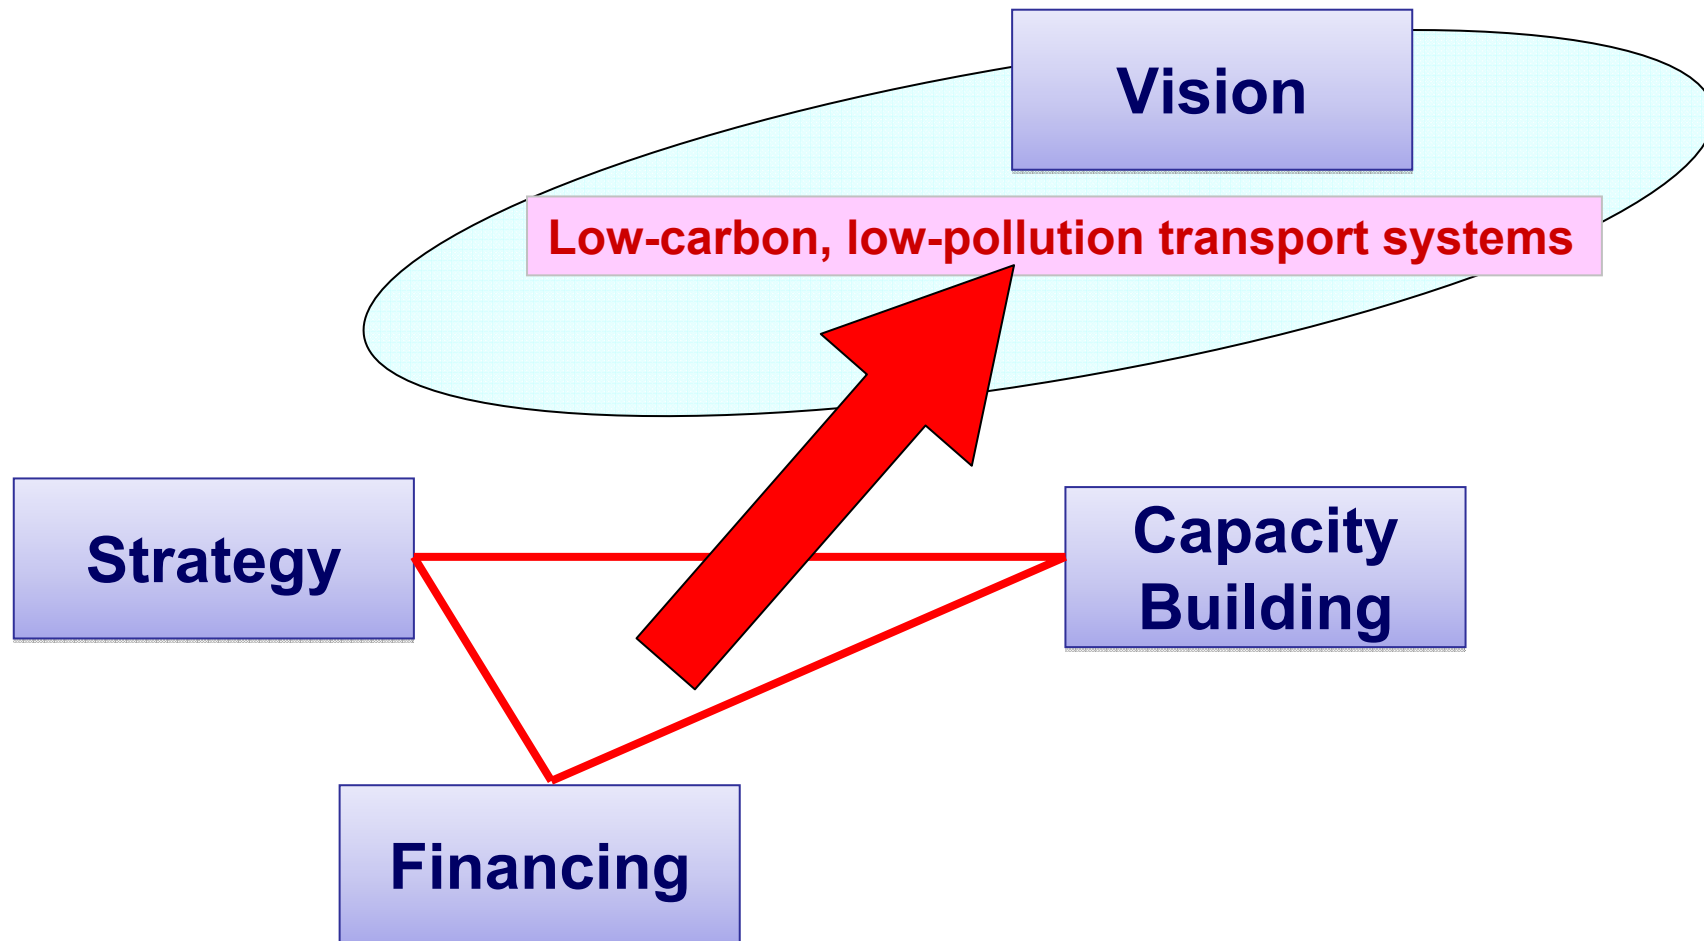 Vision
Low-carbon, low-pollution transport systems
Strategy
Capacity
Building
Financing